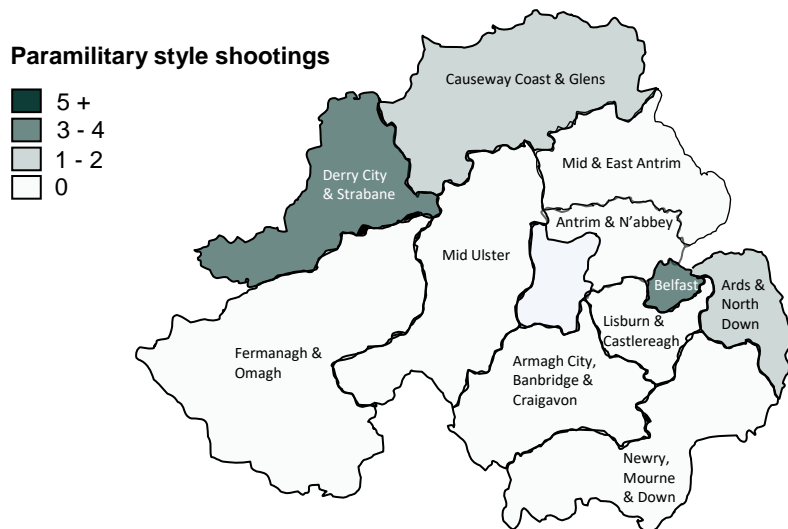 Paramilitary style shootings
5 +
3 - 4
1 - 2
0
Causeway Coast & Glens
Derry City
& Strabane
Mid & East Antrim
Antrim & N'abbey
Mid Ulster
Belfast
Ards &
North
Down
Lisburn &
Castlereagh
Fermanagh &
Omagh
Armagh City,
Banbridge &
Craigavon
Newry,
Mourne
& Down